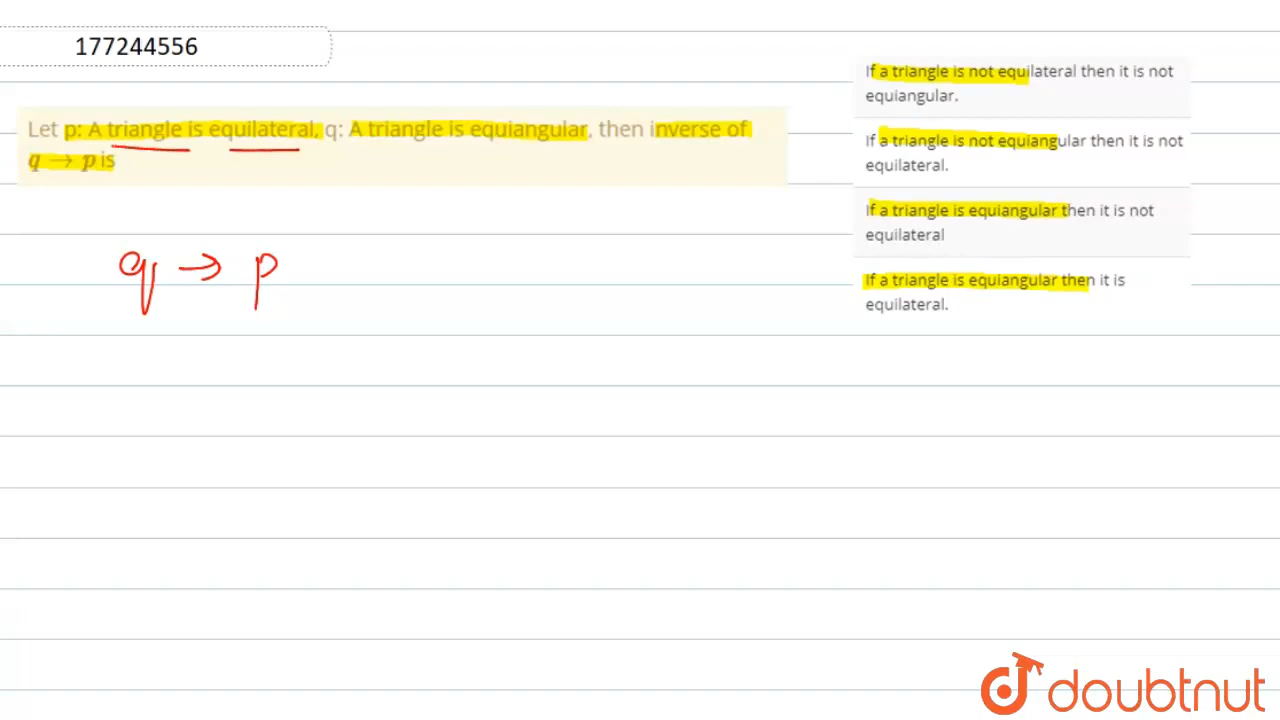 177244556
Let p: A triangle is equilateral, q: A triangle is equiangular, then inverse of
q → p is
q → p
If a triangle is not equilateral then it is not
equiangular.
If a triangle is not equiangular then it is not
equilateral.
If a triangle is equiangular then it is not
equilateral
If a triangle is equiangular then it is
equilateral.
doubtnut